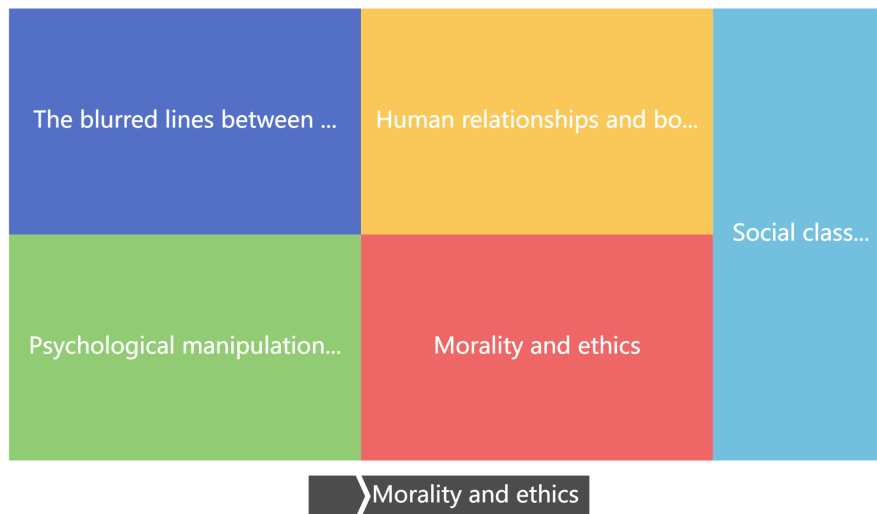 The blurred lines between ...
Human relationships and bo...
Social class...
Psychological manipulation...
Morality and ethics
Morality and ethics